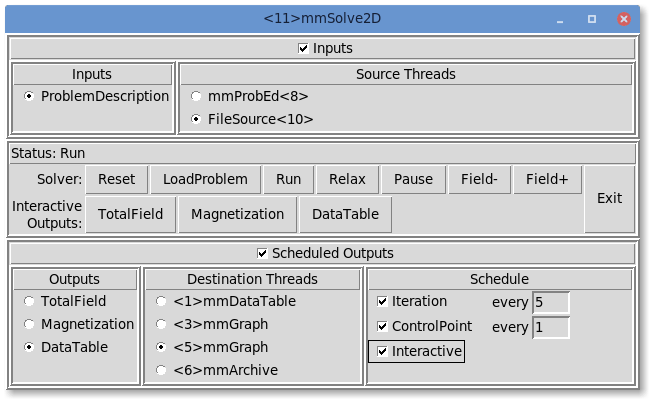 <11>mmSolve2D
Inputs
Inputs
Source Threads
ProblemDescription
mmProbEd<8>
FileSource<10>
Status: Run
Solver: Reset LoadProblem Run Relax Pause Field- Field+ Exit
Interactive Outputs: TotalField Magnetization DataTable
Scheduled Outputs
Outputs
TotalField
Magnetization
DataTable
Destination Threads
<1>mmDataTable
<3>mmGraph
<5>mmGraph
<6>mmArchive
Schedule
Iteration every 5
ControlPoint every 1
Interactive